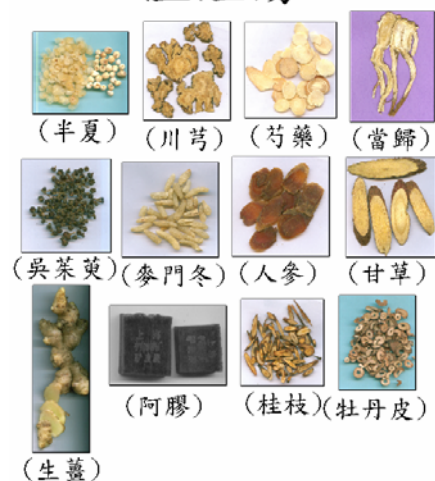 (半夏) (川芎) (芍藥) (當歸)
(吳茱萸) (麥門冬) (人參) (甘草)
(阿膠) (桂枝) (牡丹皮)
(生薑)